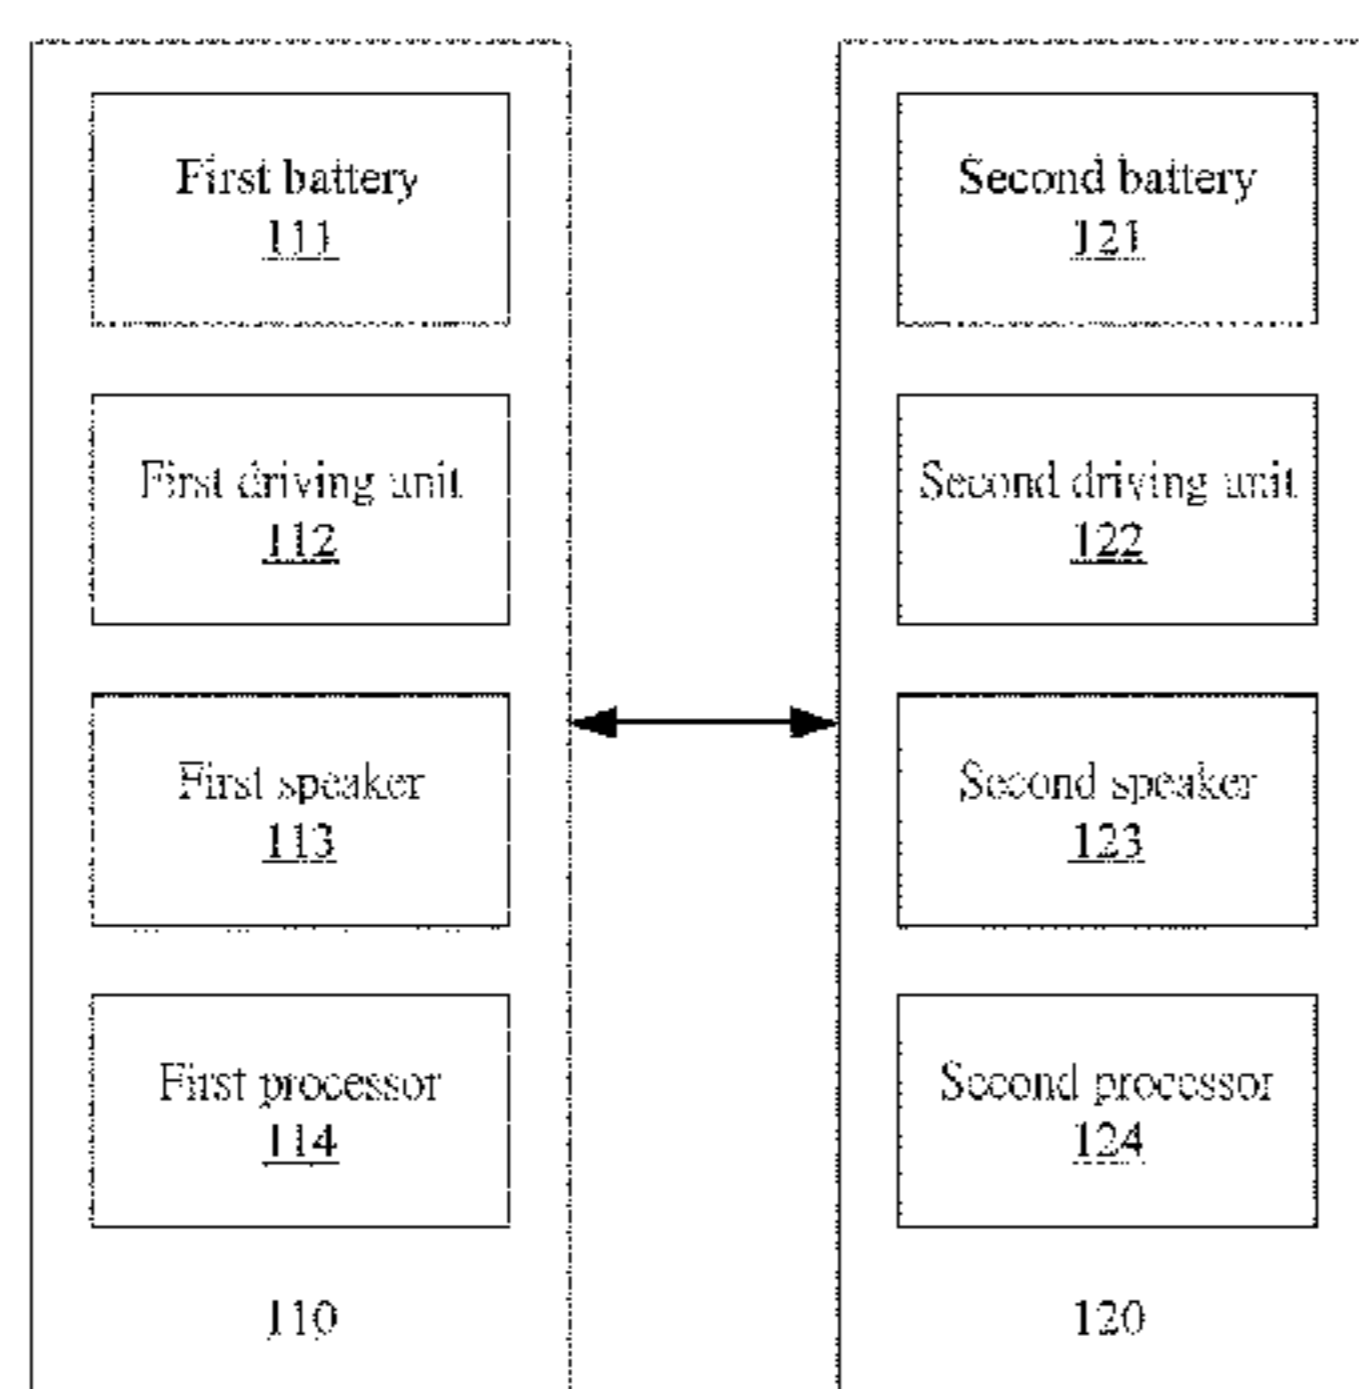 First battery
111
First driving unit
112
First speaker
113
First processor
114
110
Second battery
121
Second driving unit
122
Second speaker
123
Second processor
124
120